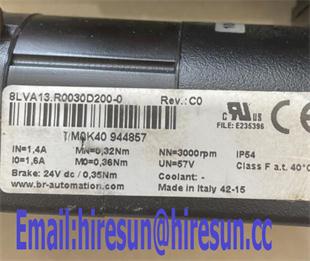 8LVA13.R0030D200-0 Rev.: C0
c UL us
FILE: E235396
T/M0K40 944857
IN=1,4A MN=0,32Nm NN=3000rpm IP54
I0=1,6A M0=0,36Nm UN=57V Class F a.t. 40°C
Brake: 24V dc / 0,35Nm Coolant: -
www.br-automation.com Made in Italy 42-15
Email:hiresun@hiresun.cc